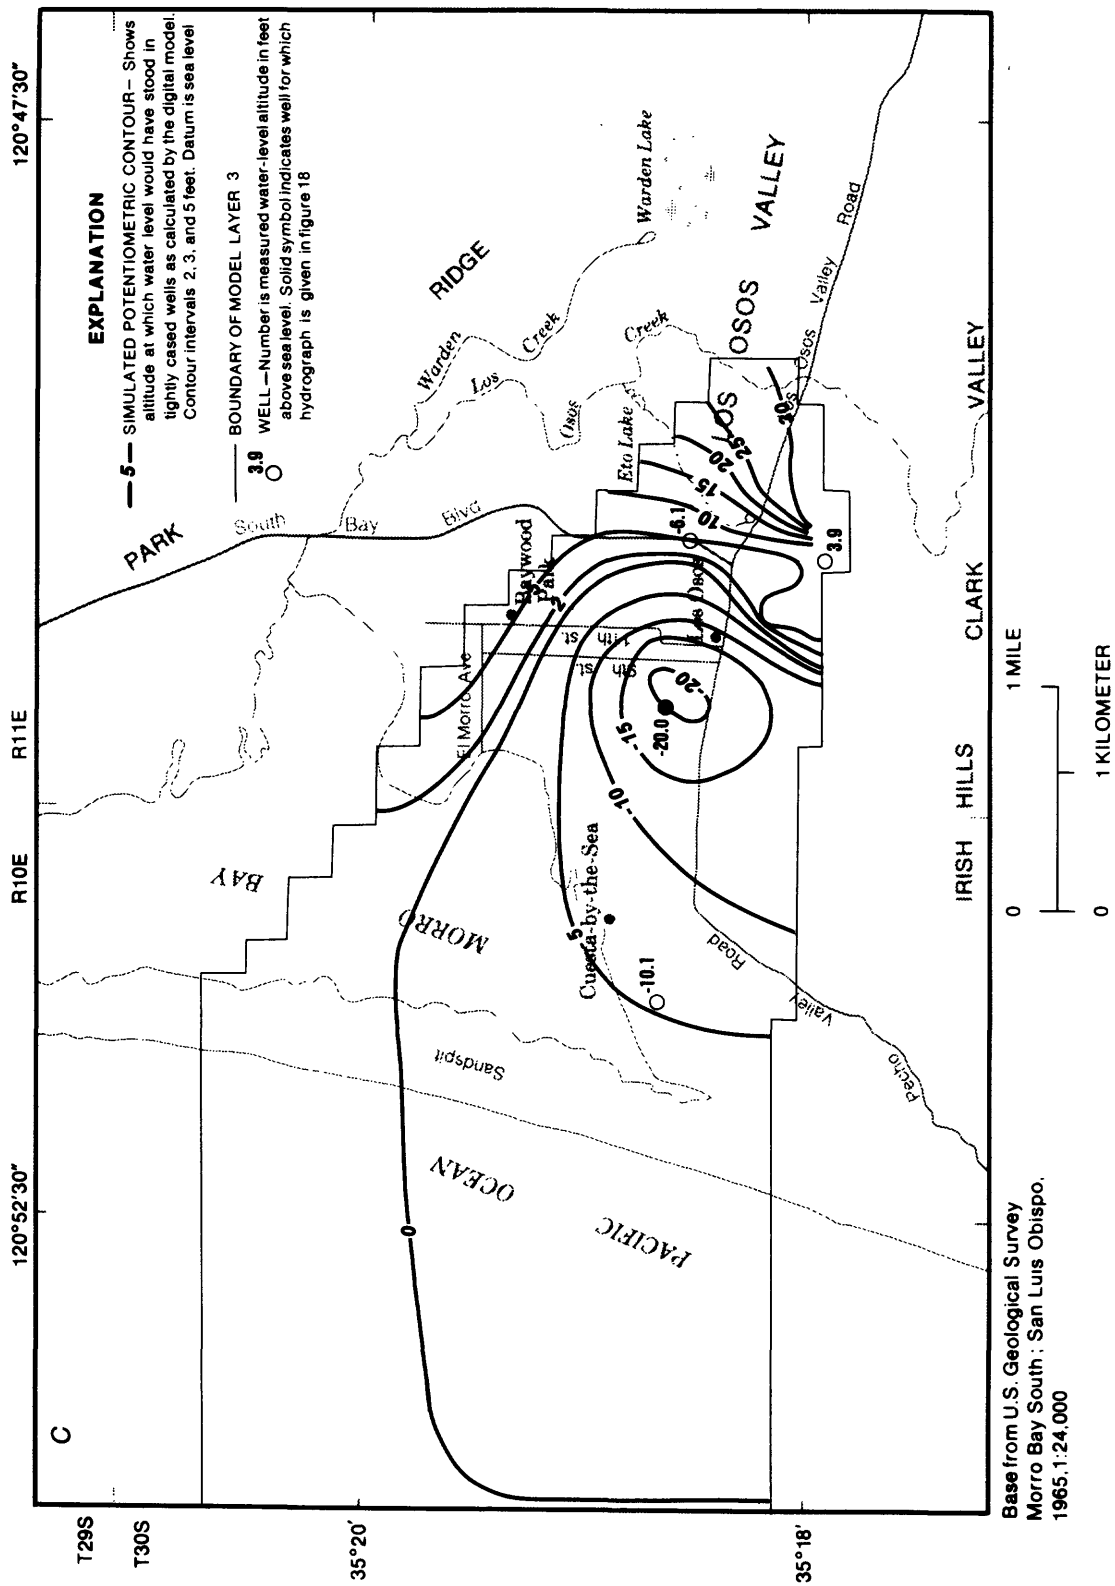 C
120°52'30"
R10E
R11E
120°47'30"
T29S
T30S
35°20'
35°18'
EXPLANATION
—5— SIMULATED POTENTIOMETRIC CONTOUR— Shows
altitude at which water level would have stood in
tightly cased wells as calculated by the digital model.
Contour intervals 2, 3, and 5 feet. Datum is sea level
BOUNDARY OF MODEL LAYER 3
3.9
WELL—Number is measured water-level altitude in feet
above sea level. Solid symbol indicates well for which
hydrograph is given in figure 18
PARK
RIDGE
South
Bay
Blvd
Warden
Creek
Los
Osos
Creek
Warden Lake
Eto Lake
OSOS
VALLEY
Los Osos Valley Road
Baywood
Park
El Morro Ave
11th st.
9th st.
Los Osos
MORRO
BAY
Sandspit
PACIFIC
OCEAN
Cuesta-by-the-Sea
Pecho
Valley
Road
0
2
-5
-10
-15
-20
10
15
20
25
30
-20.0
-10.1
-6.1
3.9
IRISH HILLS
CLARK
VALLEY
0
1 MILE
0
1 KILOMETER
Base from U.S. Geological Survey
Morro Bay South; San Luis Obispo,
1965, 1:24,000